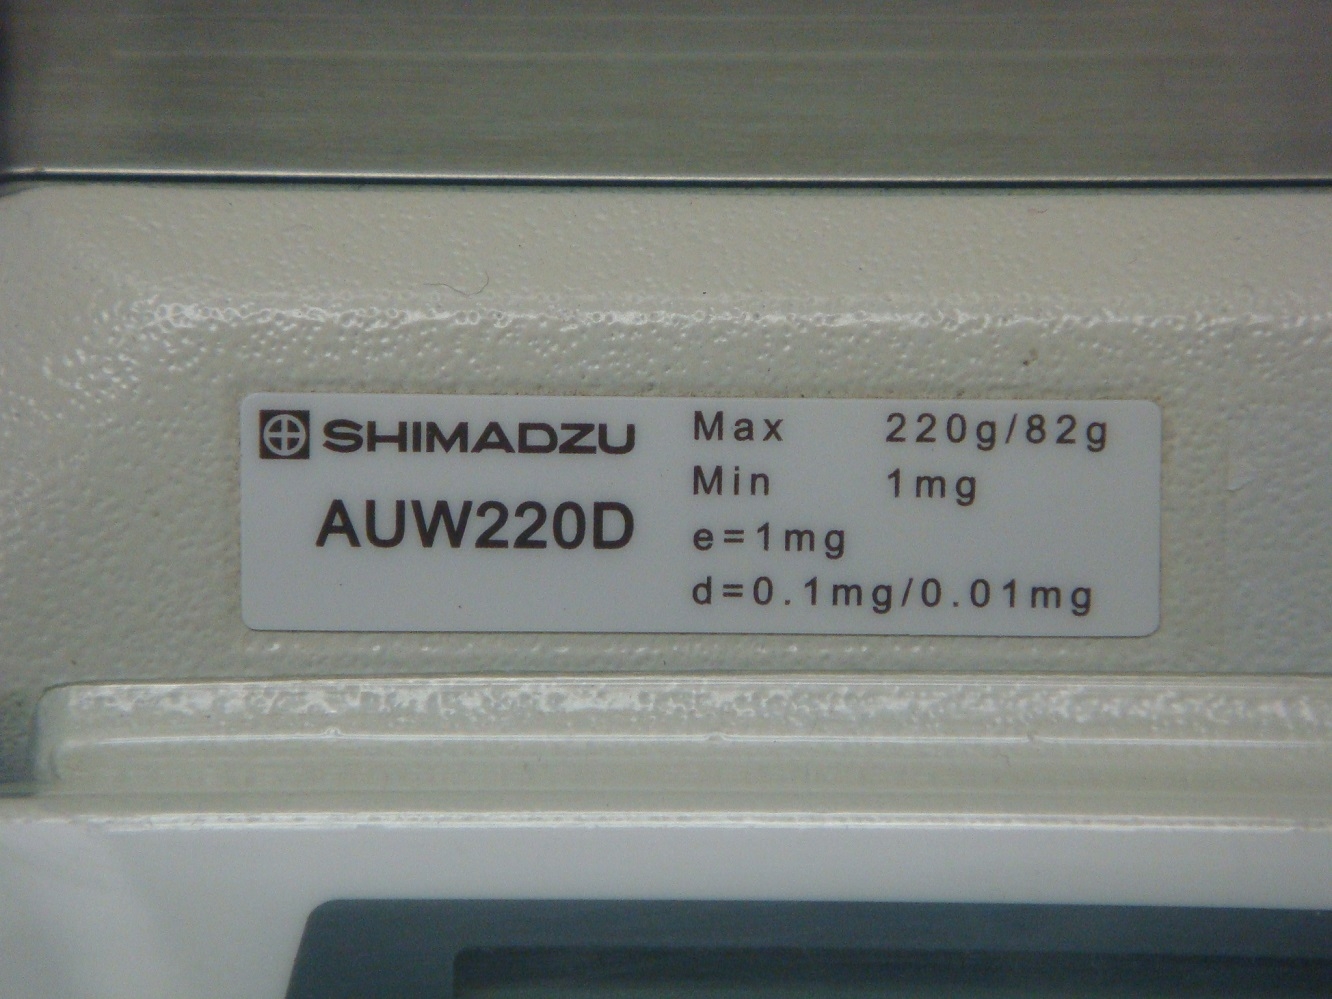 SHIMADZU
AUW220D
Max 220g/82g
Min 1mg
e=1mg
d=0.1mg/0.01mg